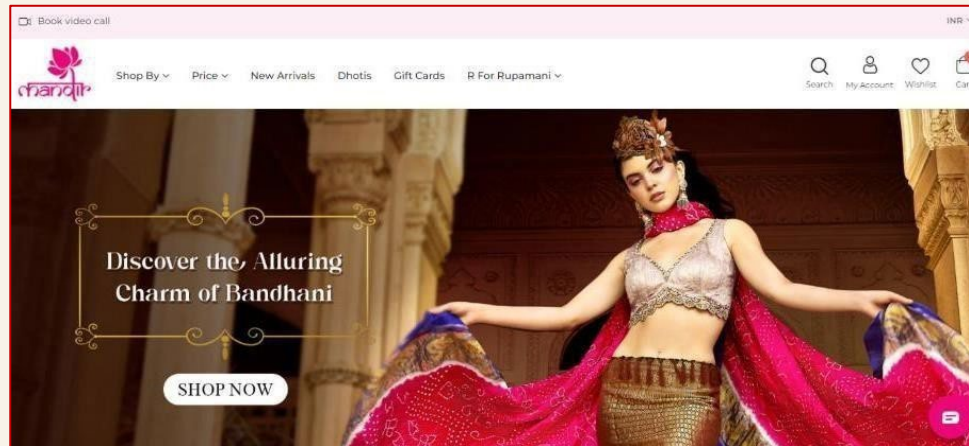 Book video call
INR
mandir
Shop By
Price
New Arrivals
Dhotis
Gift Cards
R For Rupamani
Search
My Account
Wishlist
Discover the Alluring
Charm of Bandhani
SHOP NOW